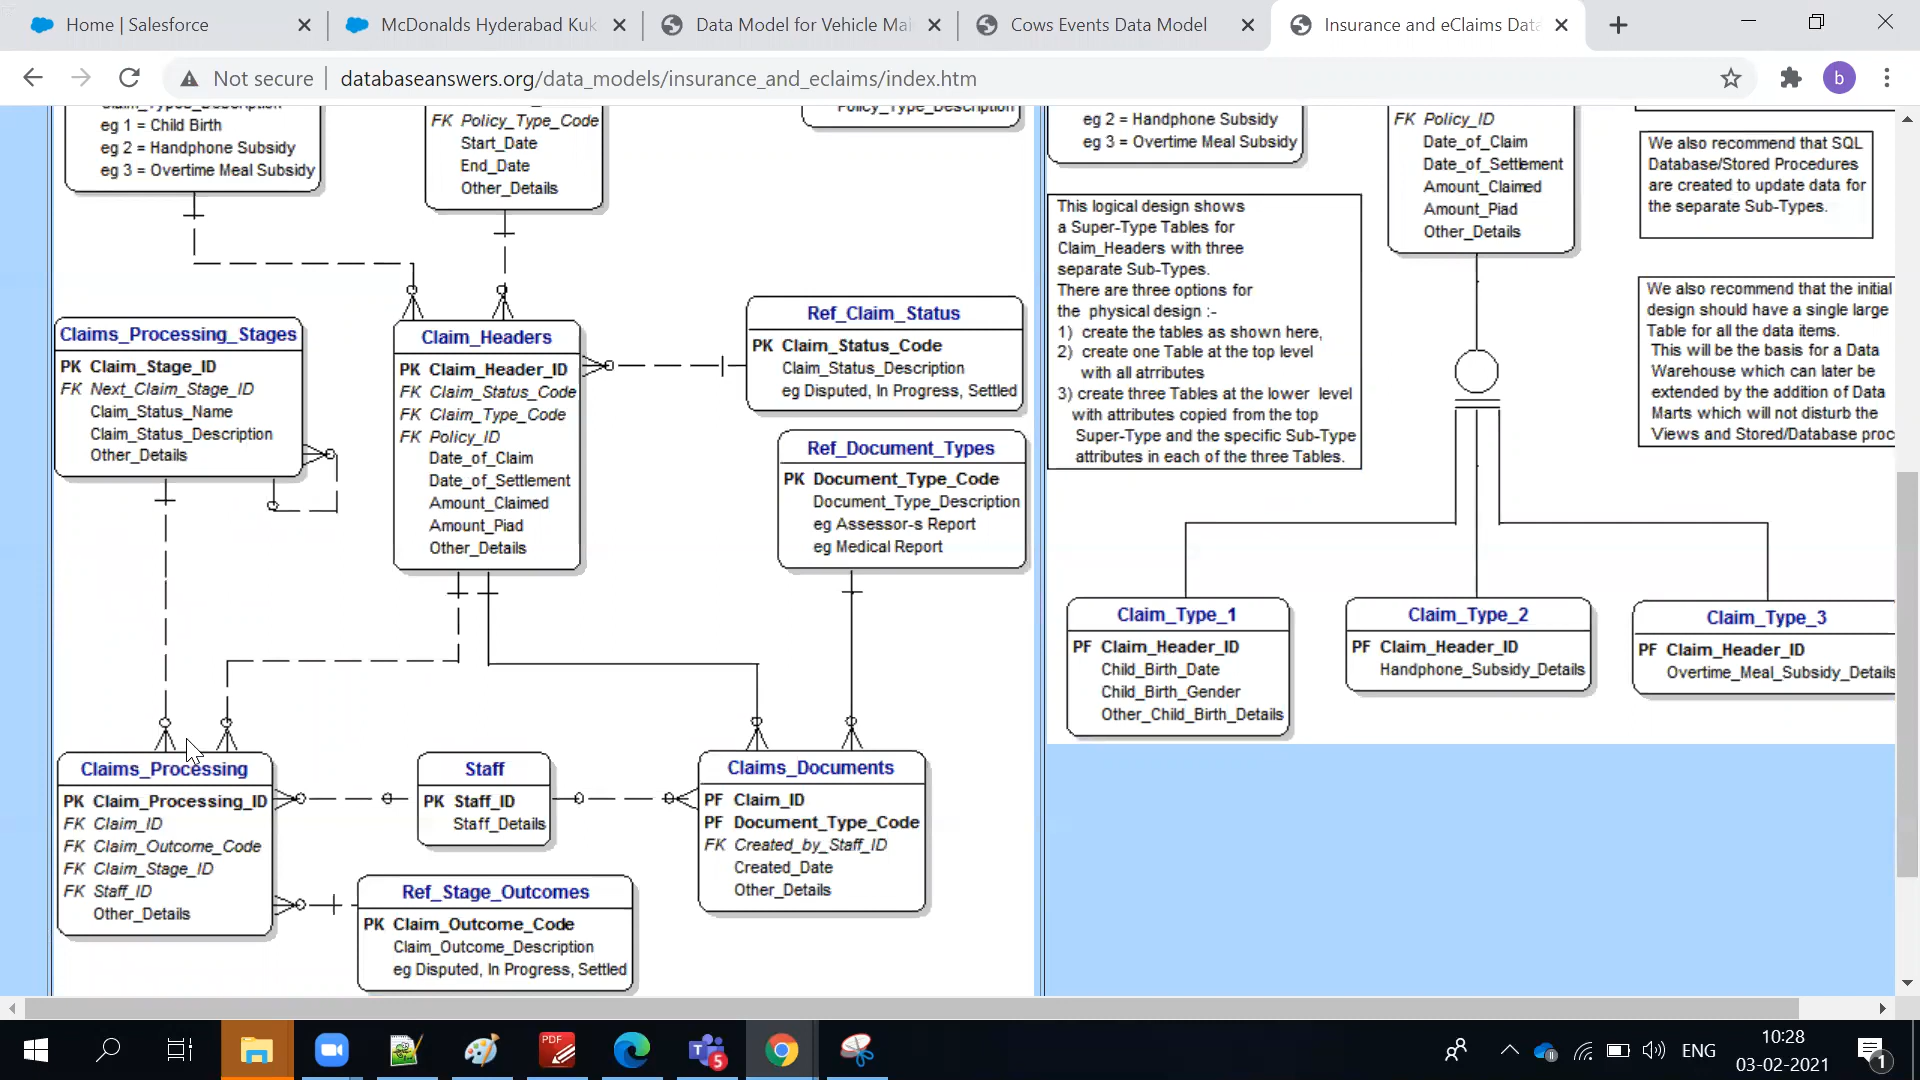 Home | Salesforce
McDonalds Hyderabad Kuk
Data Model for Vehicle Mai
Cows Events Data Model
Insurance and eClaims Data
Not secure
databaseanswers.org/data_models/insurance_and_eclaims/index.htm
b
Claim_Types_Description
eg 1 = Child Birth
eg 2 = Handphone Subsidy
eg 3 = Overtime Meal Subsidy
FK Policy_Type_Code
Start_Date
End_Date
Other_Details
Policy_Type_Description
Claims_Processing_Stages
PK Claim_Stage_ID
FK Next_Claim_Stage_ID
Claim_Status_Name
Claim_Status_Description
Other_Details
Claim_Headers
PK Claim_Header_ID
FK Claim_Status_Code
FK Claim_Type_Code
FK Policy_ID
Date_of_Claim
Date_of_Settlement
Amount_Claimed
Amount_Piad
Other_Details
Ref_Claim_Status
PK Claim_Status_Code
Claim_Status_Description
eg Disputed, In Progress, Settled
Ref_Document_Types
PK Document_Type_Code
Document_Type_Description
eg Assessor-s Report
eg Medical Report
Claims_Processing
PK Claim_Processing_ID
FK Claim_ID
FK Claim_Outcome_Code
FK Claim_Stage_ID
FK Staff_ID
Other_Details
Staff
PK Staff_ID
Staff_Details
Ref_Stage_Outcomes
PK Claim_Outcome_Code
Claim_Outcome_Description
eg Disputed, In Progress, Settled
Claims_Documents
PF Claim_ID
PF Document_Type_Code
FK Created_by_Staff_ID
Created_Date
Other_Details
eg 2 = Handphone Subsidy
eg 3 = Overtime Meal Subsidy
This logical design shows
a Super-Type Tables for
Claim_Headers with three
separate Sub-Types.
There are three options for
the physical design :-
1) create the tables as shown here,
2) create one Table at the top level
with all atrributes
3) create three Tables at the lower level
with attributes copied from the top
Super-Type and the specific Sub-Type
attributes in each of the three Tables.
FK Policy_ID
Date_of_Claim
Date_of_Settlement
Amount_Claimed
Amount_Piad
Other_Details
We also recommend that SQL
Database/Stored Procedures
are created to update data for
the separate Sub-Types.
We also recommend that the initial
design should have a single large
Table for all the data items.
This will be the basis for a Data
Warehouse which can later be
extended by the addition of Data
Marts which will not disturb the
Views and Stored/Database proc
Claim_Type_1
PF Claim_Header_ID
Child_Birth_Date
Child_Birth_Gender
Other_Child_Birth_Details
Claim_Type_2
PF Claim_Header_ID
Handphone_Subsidy_Details
Claim_Type_3
PF Claim_Header_ID
Overtime_Meal_Subsidy_Details
PDF
5
ENG
10:28
03-02-2021
1